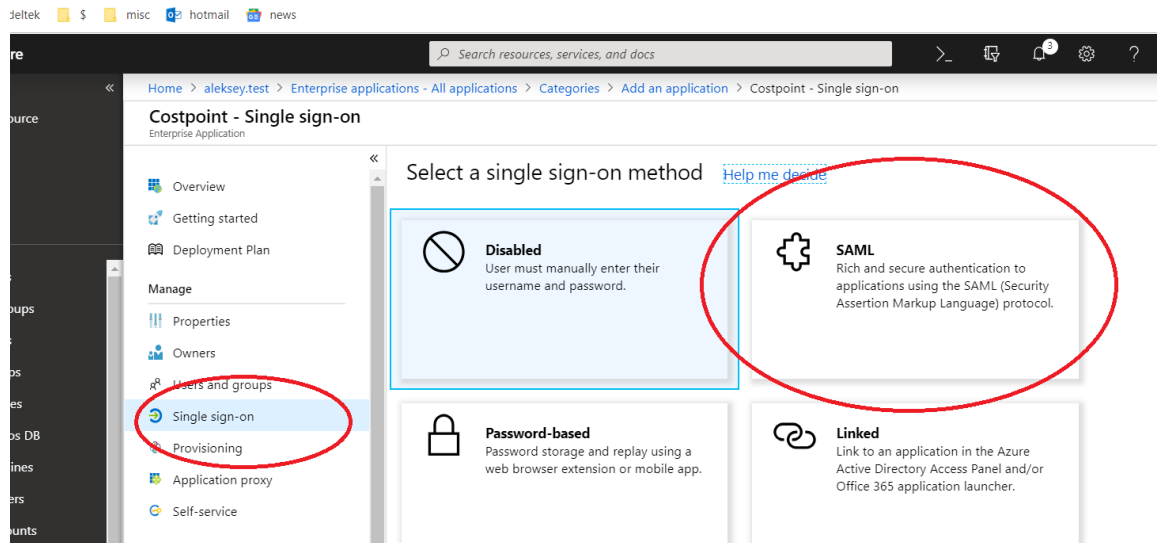 deltek $ misc hotmail news
re
Search resources, services, and docs
3
?
Home > aleksey.test > Enterprise applications - All applications > Categories > Add an application > Costpoint - Single sign-on
Costpoint - Single sign-on
Enterprise Application
ource
oups
ps
es
os DB
ines
ers
ounts
Overview
Getting started
Deployment Plan
Manage
Properties
Owners
Users and groups
Single sign-on
Provisioning
Application proxy
Self-service
Select a single sign-on method Help me decide
Disabled
User must manually enter their
username and password.
SAML
Rich and secure authentication to
applications using the SAML (Security
Assertion Markup Language) protocol.
Password-based
Password storage and replay using a
web browser extension or mobile app.
Linked
Link to an application in the Azure
Active Directory Access Panel and/or
Office 365 application launcher.